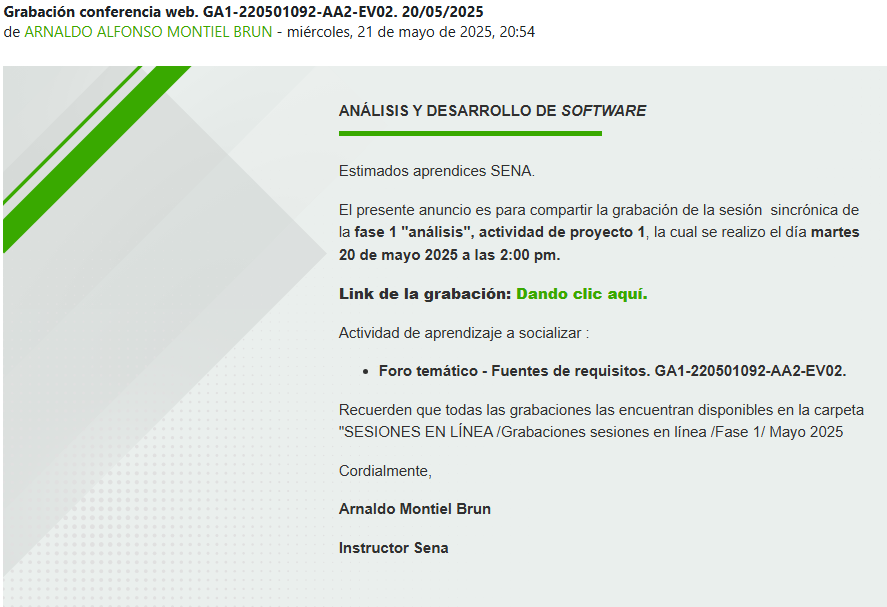 Grabación conferencia web. GA1-220501092-AA2-EV02. 20/05/2025
de ARNALDO ALFONSO MONTIEL BRUN - miércoles, 21 de mayo de 2025, 20:54
ANÁLISIS Y DESARROLLO DE SOFTWARE
Estimados aprendices SENA.
El presente anuncio es para compartir la grabación de la sesión sincrónica de
la fase 1 "análisis", actividad de proyecto 1, la cual se realizo el día martes
20 de mayo 2025 a las 2:00 pm.
Link de la grabación: Dando clic aquí.
Actividad de aprendizaje a socializar :
• Foro temático - Fuentes de requisitos. GA1-220501092-AA2-EV02.
Recuerden que todas las grabaciones las encuentran disponibles en la carpeta
"SESIONES EN LÍNEA /Grabaciones sesiones en línea /Fase 1/ Mayo 2025
Cordialmente,
Arnaldo Montiel Brun
Instructor Sena